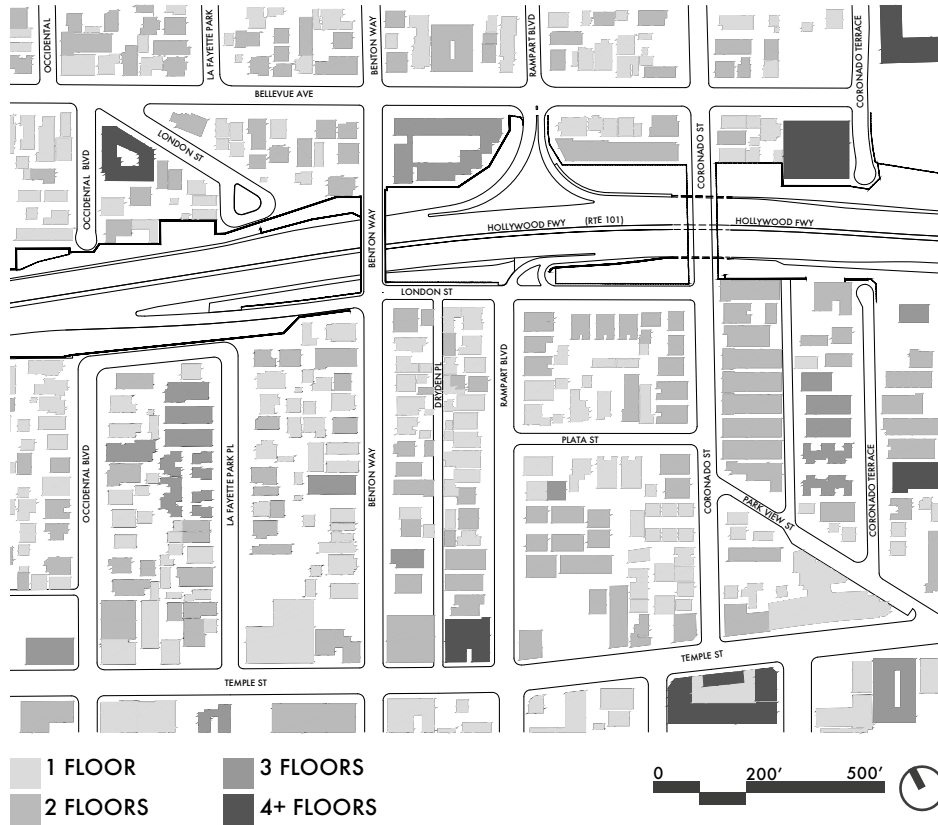 OCCIDENTAL
LA FAYETTE PARK PL
BENTON WAY
RAMPART BLVD
CORONADO TERRACE
BELLEVUE AVE
LONDON ST
OCCIDENTAL BLVD
CORONADO ST
BENTON WAY
HOLLYWOOD FWY (RTE 101)
HOLLYWOOD FWY
LONDON ST
DRYDEN PL
RAMPART BLVD
PLATA ST
OCCIDENTAL BLVD
LA FAYETTE PARK PL
BENTON WAY
CORONADO ST
PARK VIEW ST
CORONADO TERRACE
TEMPLE ST
TEMPLE ST
1 FLOOR
3 FLOORS
0 200' 500'
2 FLOORS
4+ FLOORS